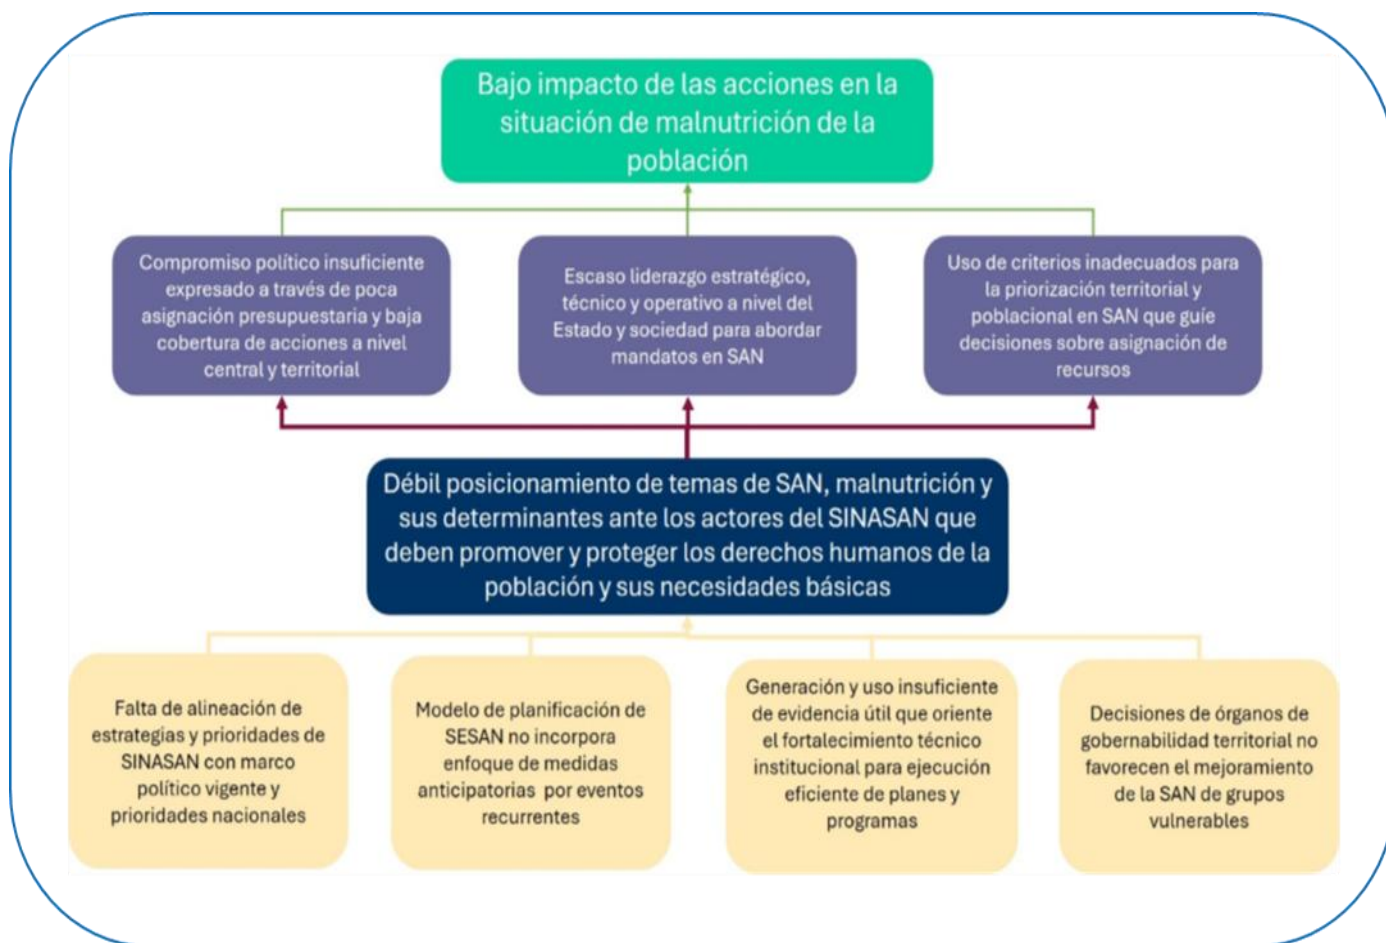 Bajo impacto de las acciones en la
situación de malnutrición de la
población
Compromiso político insuficiente
expresado a través de poca
asignación presupuestaria y baja
cobertura de acciones a nivel
central y territorial
Escaso liderazgo estratégico,
técnico y operativo a nivel del
Estado y sociedad para abordar
mandatos en SAN
Uso de criterios inadecuados para
la priorización territorial y
poblacional en SAN que guíe
decisiones sobre asignación de
recursos
Débil posicionamiento de temas de SAN, malnutrición y
sus determinantes ante los actores del SINASAN que
deben promover y proteger los derechos humanos de la
población y sus necesidades básicas
Falta de alineación de
estrategias y prioridades de
SINASAN con marco
político vigente y
prioridades nacionales
Modelo de planificación de
SESAN no incorpora
enfoque de medidas
anticipatorias por eventos
recurrentes
Generación y uso insuficiente
de evidencia útil que oriente
el fortalecimiento técnico
institucional para ejecución
eficiente de planes y
programas
Decisiones de órganos de
gobernabilidad territorial no
favorecen el mejoramiento
de la SAN de grupos
vulnerables